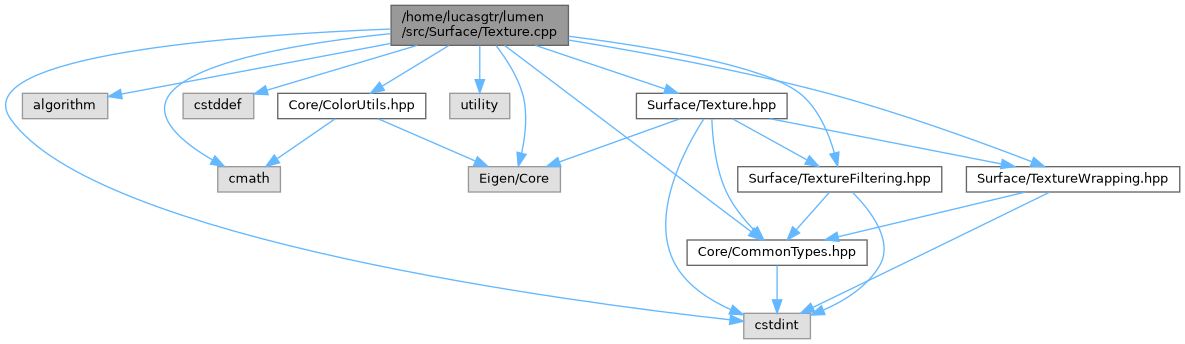 /home/lucasgtr/lumen
/src/Surface/Texture.cpp
algorithm
cstddef
Core/ColorUtils.hpp
utility
Surface/Texture.hpp
cmath
Eigen/Core
Surface/TextureFiltering.hpp
Surface/TextureWrapping.hpp
Core/CommonTypes.hpp
cstdint